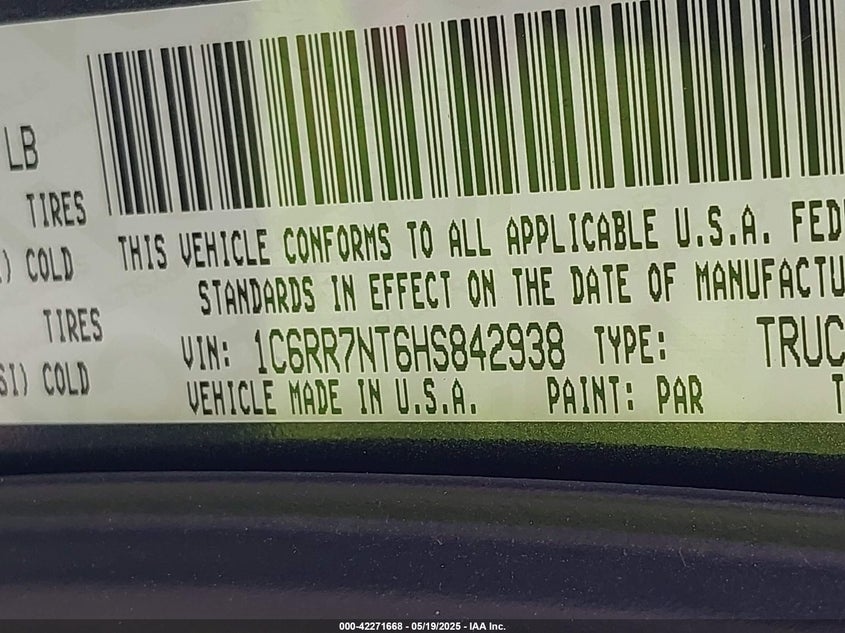 LB
TIRES
COLD
TIRES
COLD
THIS VEHICLE CONFORMS TO ALL APPLICABLE U.S.A. FED
STANDARDS IN EFFECT ON THE DATE OF MANUFACTU
VIN: 1C6RR7NT6HS842938 TYPE: TRUC
VEHICLE MADE IN U.S.A. PAINT: PAR T
000-42271668 - 05/19/2025 - IAA Inc.